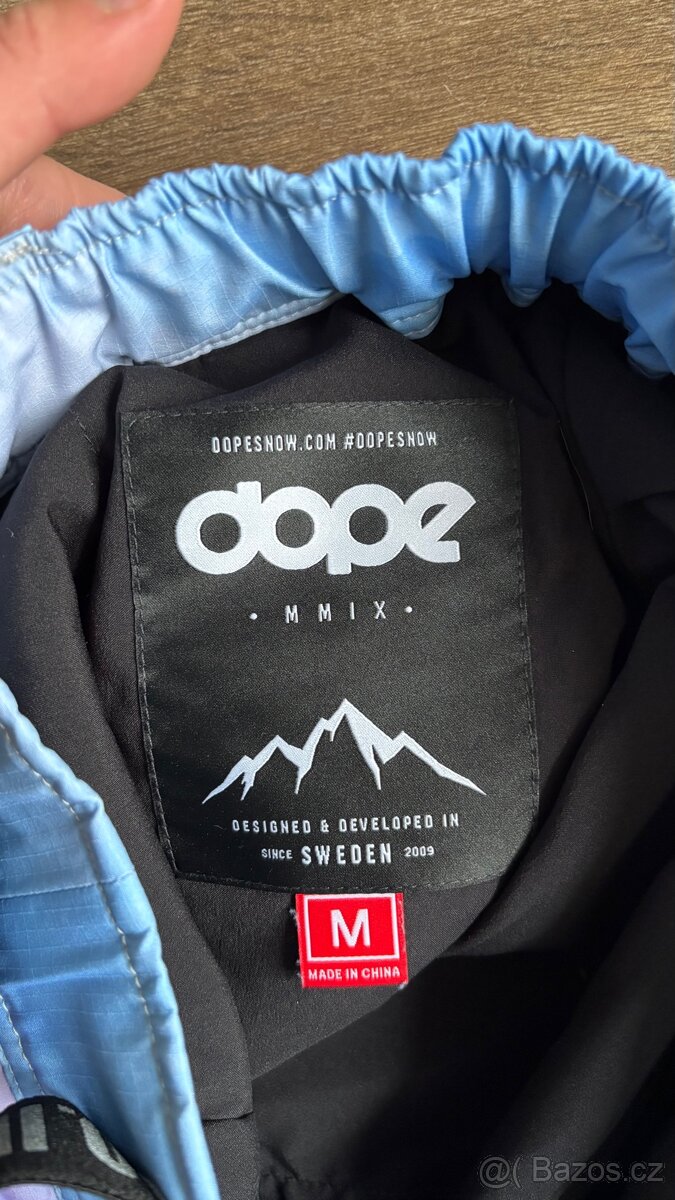 DOPESNOW.COM #DOPESNOW
dope
· MMIX ·
DESIGNED & DEVELOPED IN
SINCE SWEDEN 2009
M
MADE IN CHINA
@( Bazos.cz